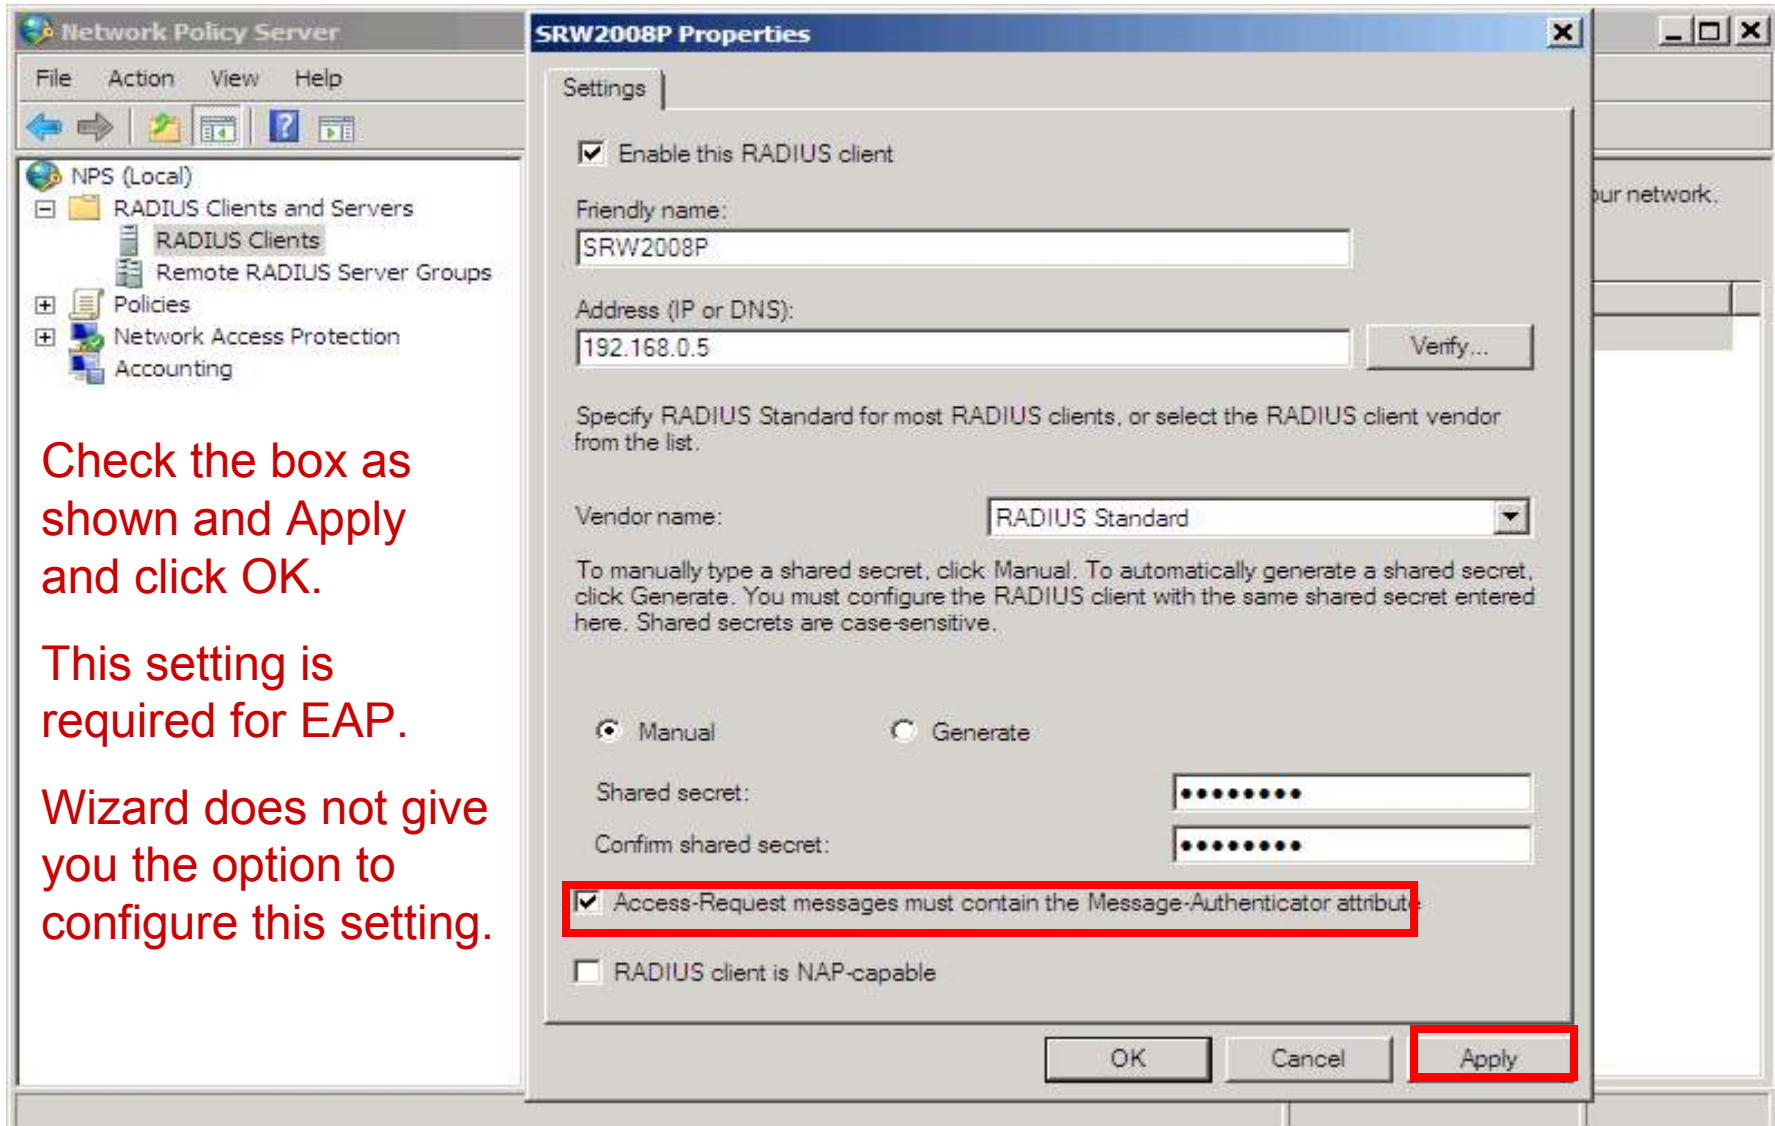 Network Policy Server
File Action View Help
NPS (Local)
RADIUS Clients and Servers
RADIUS Clients
Remote RADIUS Server Groups
Policies
Network Access Protection
Accounting
Check the box as
shown and Apply
and click OK.
This setting is
required for EAP.
Wizard does not give
you the option to
configure this setting.
SRW2008P Properties
Settings
Enable this RADIUS client
Friendly name:
SRW2008P
Address (IP or DNS):
192.168.0.5
Verify...
Specify RADIUS Standard for most RADIUS clients, or select the RADIUS client vendor
from the list.
Vendor name:
RADIUS Standard
To manually type a shared secret, click Manual. To automatically generate a shared secret,
click Generate. You must configure the RADIUS client with the same shared secret entered
here. Shared secrets are case-sensitive.
Manual Generate
Shared secret: ●●●●●●●●
Confirm shared secret: ●●●●●●●●
Access-Request messages must contain the Message-Authenticator attribute
RADIUS client is NAP-capable
OK Cancel Apply
network.